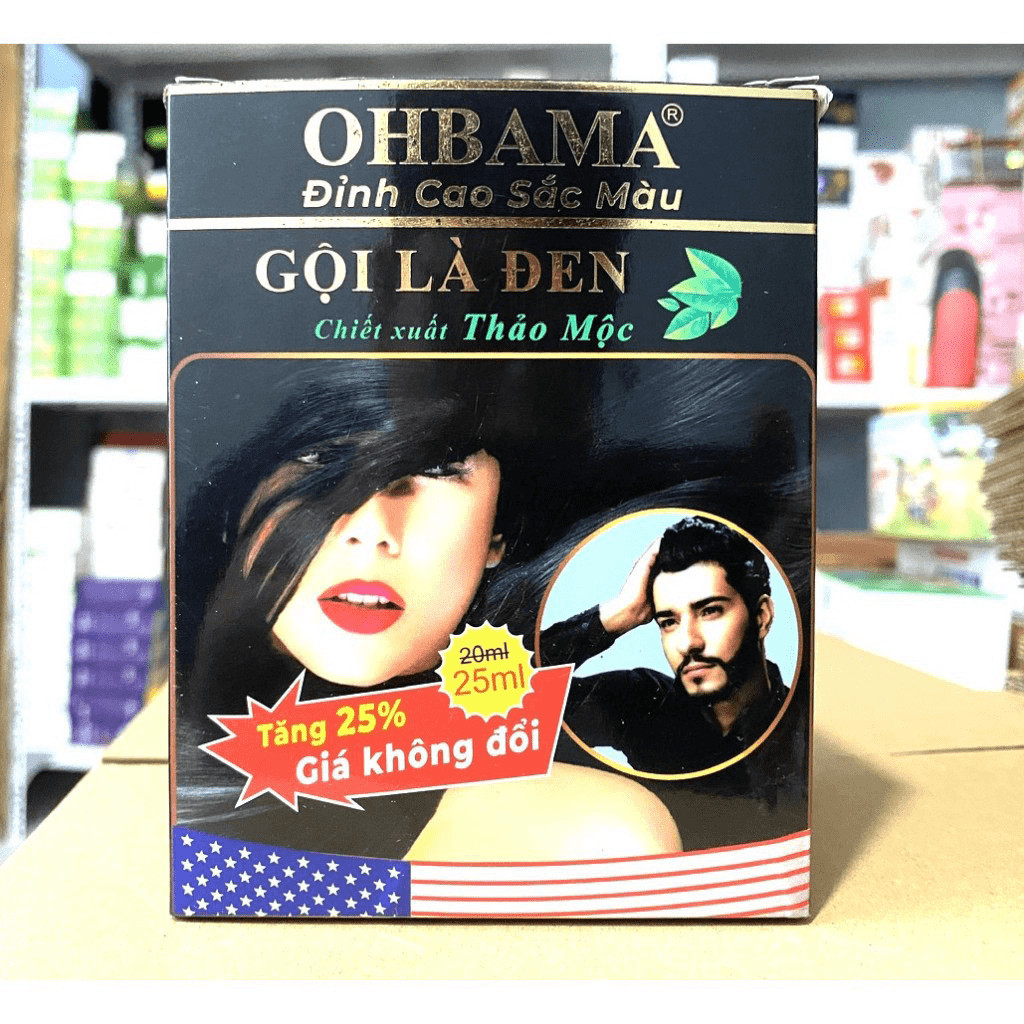 OHBAMA®
Đỉnh Cao Sắc Màu
GỘI LÀ ĐEN
Chiết xuất Thảo Mộc
20ml
25ml
Tăng 25%
Giá không đổi